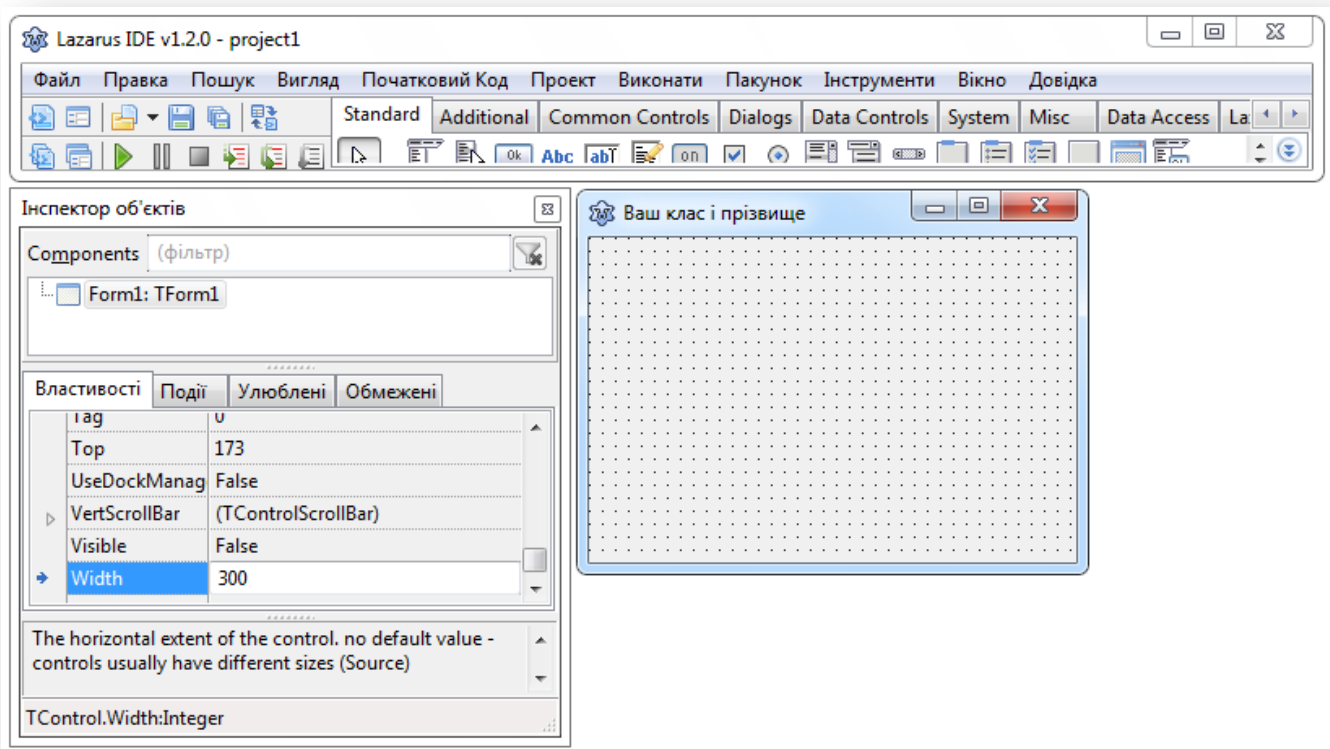 Lazarus IDE v1.2.0 - project1
Файл Правка Пошук Вигляд Початковий Код Проект Виконати Пакунок Інструменти Вікно Довідка
Standard Additional Common Controls Dialogs Data Controls System Misc Data Access La
Ok Abc abI on
Інспектор об'єктів
Components (фільтр)
Form1: TForm1
Властивості Події Улюблені Обмежені
Tag 0
Top 173
UseDockManag False
VertScrollBar (TControlScrollBar)
Visible False
Width 300
The horizontal extent of the control. no default value -
controls usually have different sizes (Source)
TControl.Width:Integer
Ваш клас і прізвище